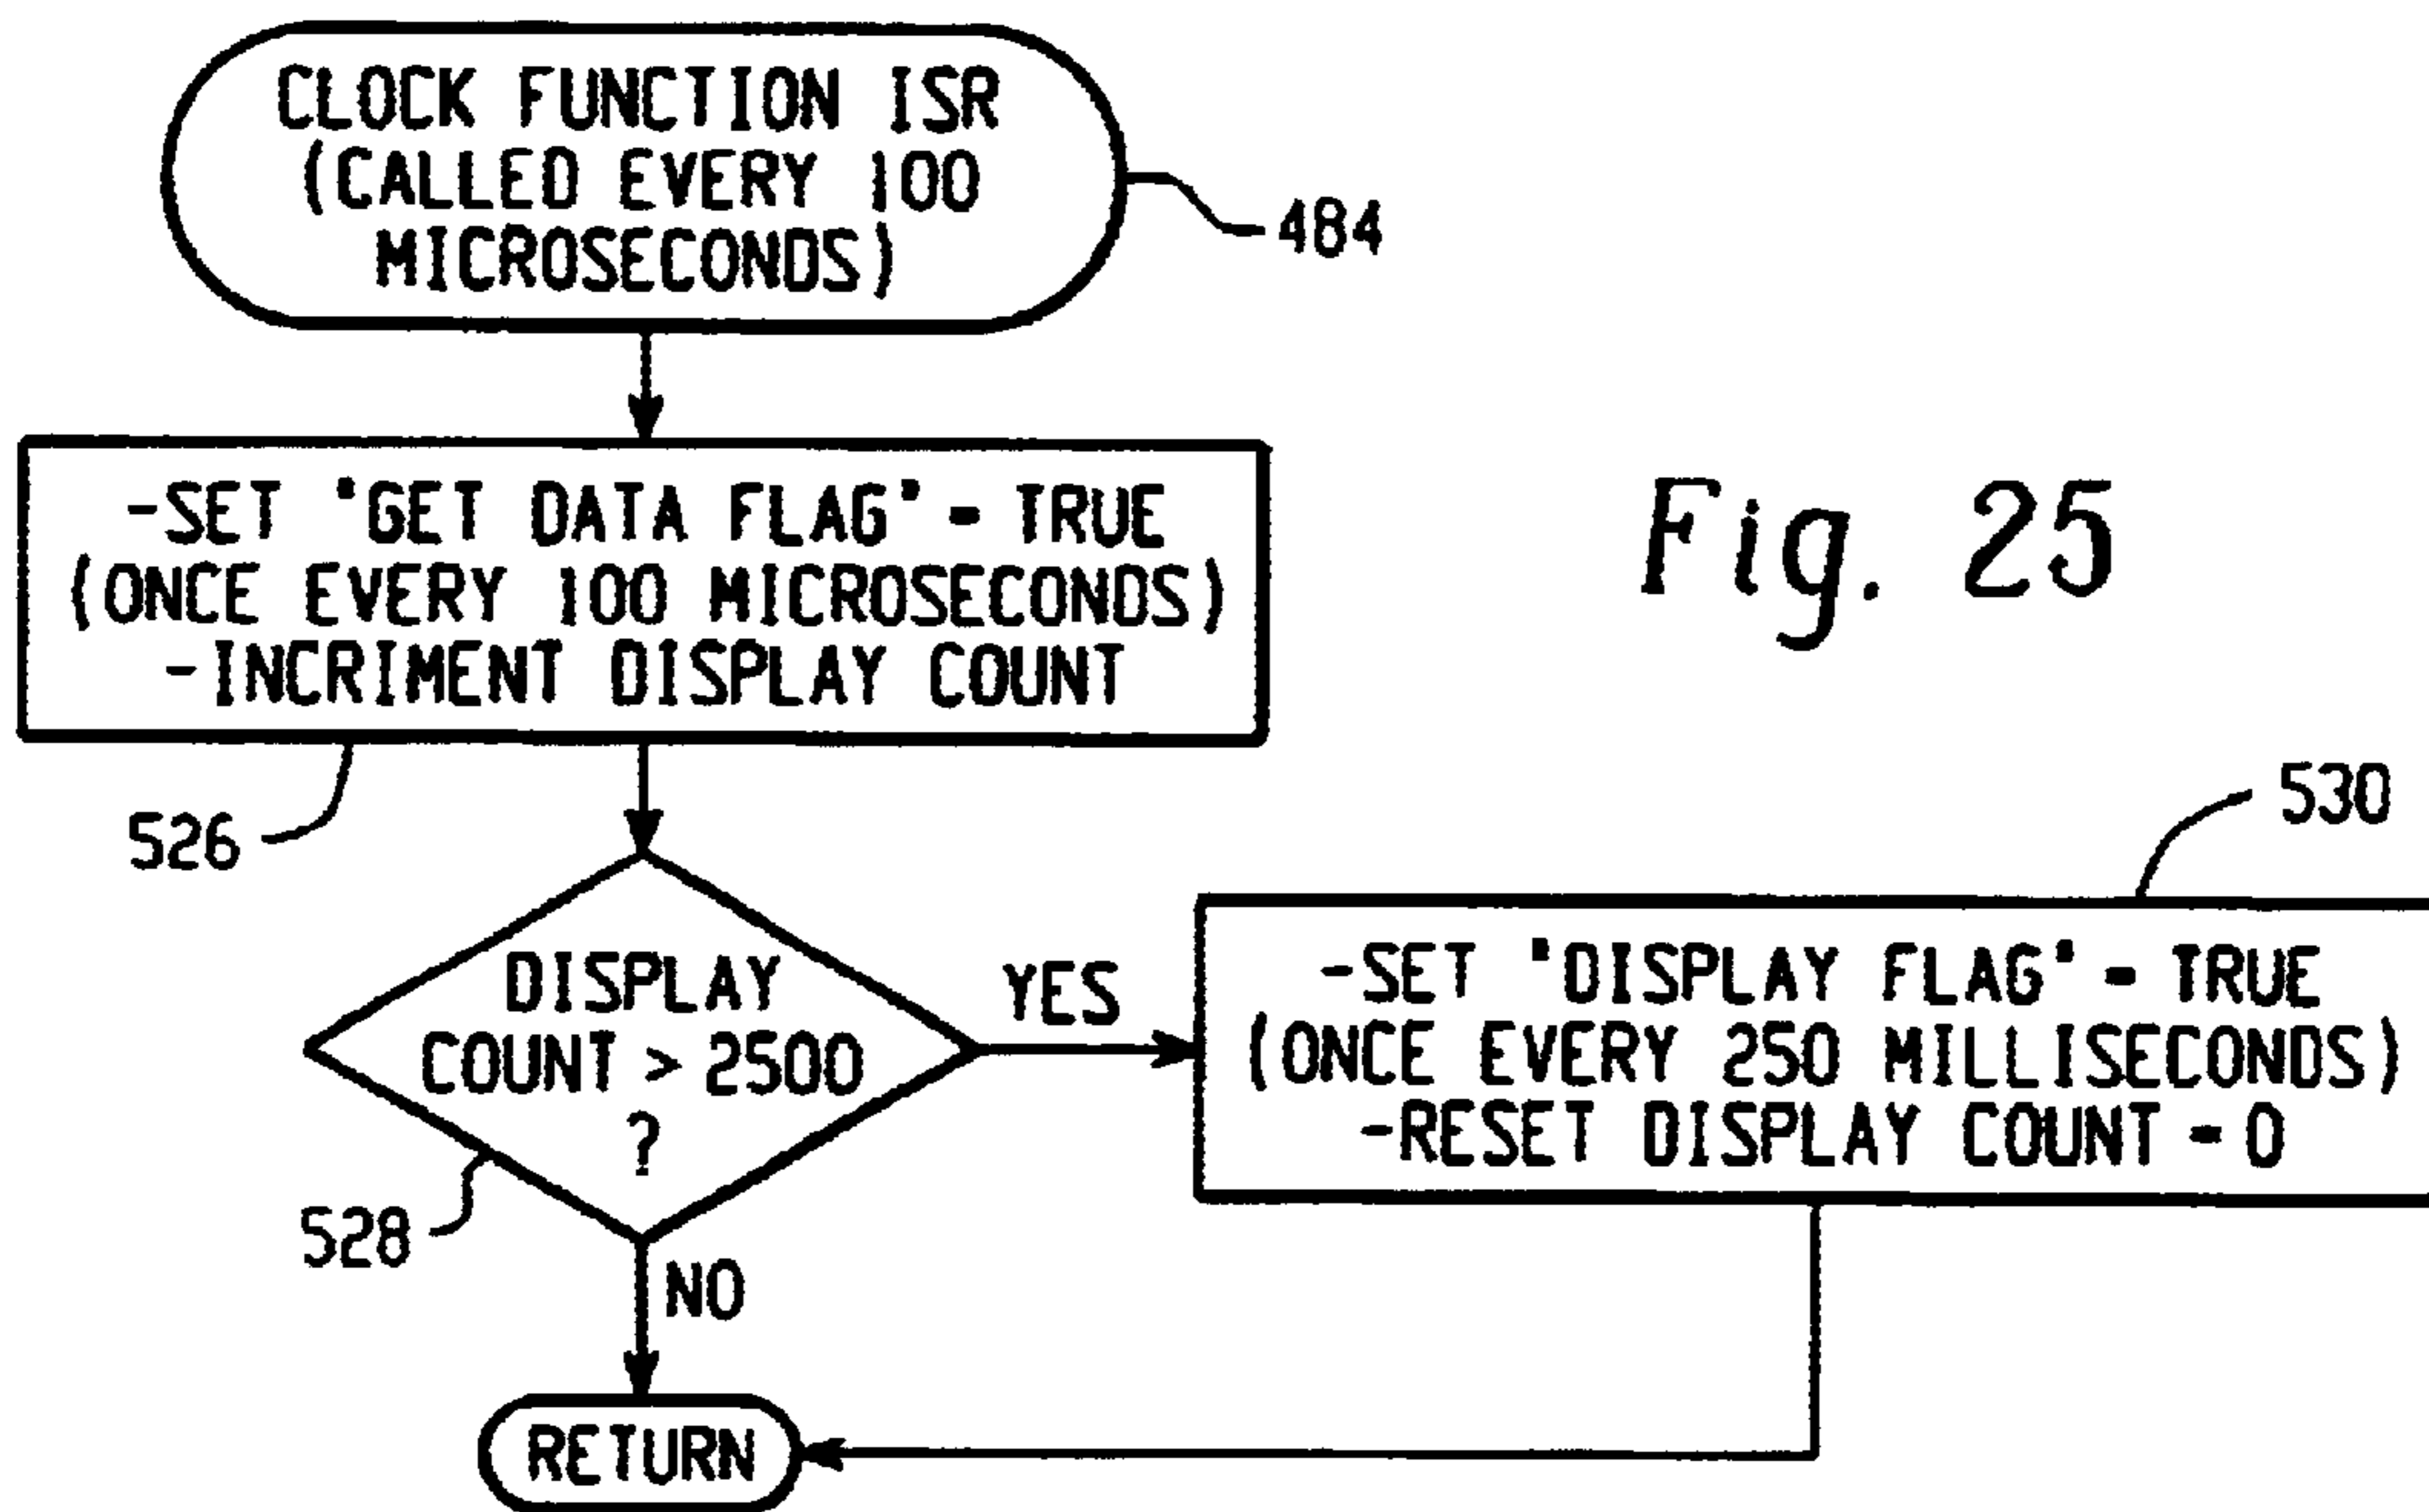 CLOCK FUNCTION ISR
(CALLED EVERY 100
MICROSECONDS)
484
-SET 'GET DATA FLAG' = TRUE
(ONCE EVERY 100 MICROSECONDS)
-INCRIMENT DISPLAY COUNT
Fig. 25
526
530
DISPLAY
COUNT > 2500
?
YES
-SET 'DISPLAY FLAG' = TRUE
(ONCE EVERY 250 MILLISECONDS)
-RESET DISPLAY COUNT = 0
528
NO
RETURN